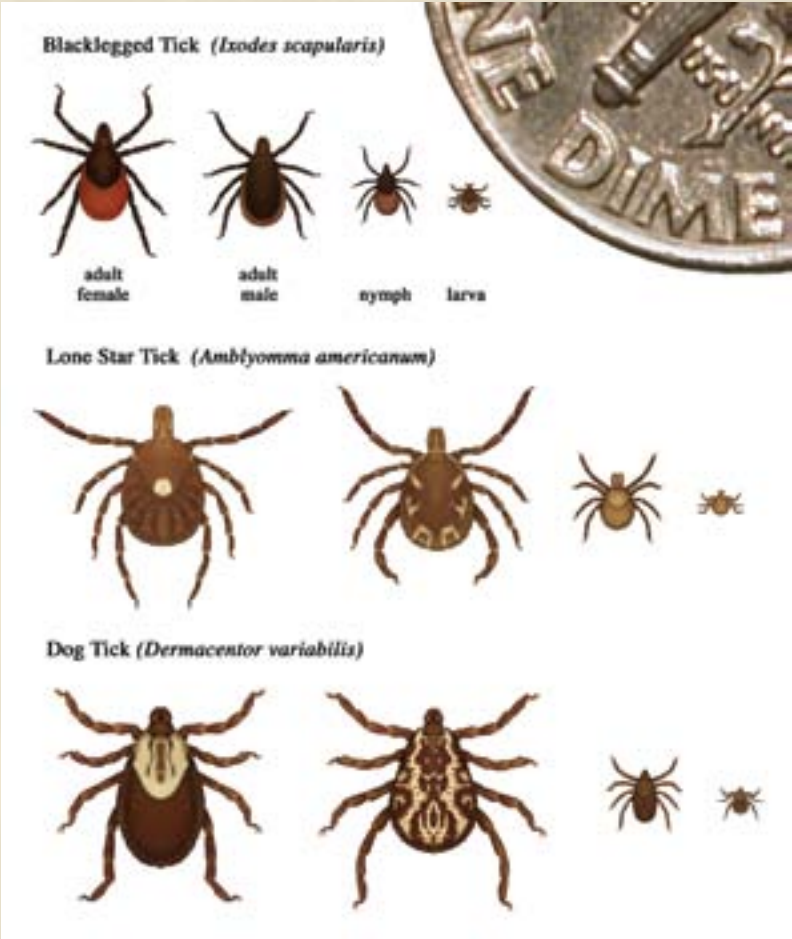 Blacklegged Tick (Ixodes scapularis)
NE DIME
adult female
adult male
nymph
larva
Lone Star Tick (Amblyomma americanum)
Dog Tick (Dermacentor variabilis)